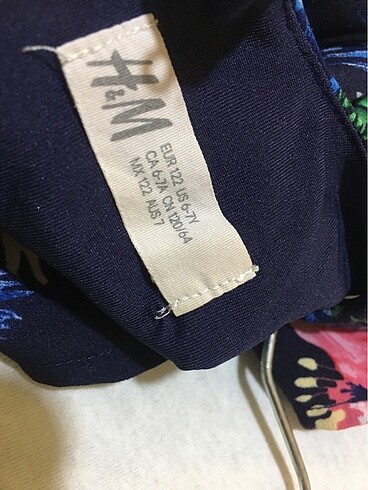 H&M
EUR 122 US 6-7Y
CA 6-7A CN 120/64
MX 122 AUS 7